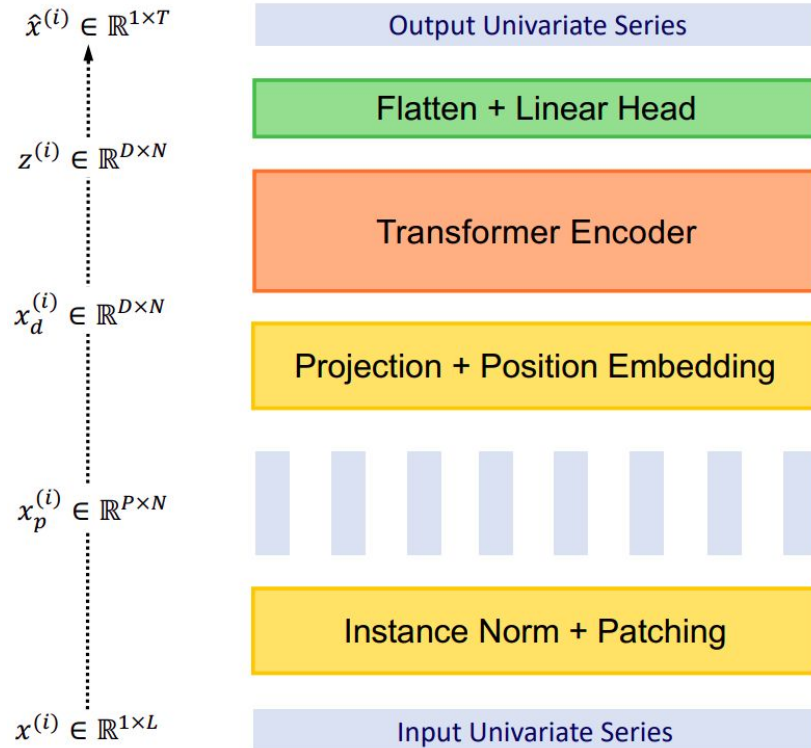 x̂^(i) ∈ ℝ^{1×T}
Output Univariate Series
Flatten + Linear Head
z^(i) ∈ ℝ^{D×N}
Transformer Encoder
x_d^(i) ∈ ℝ^{D×N}
Projection + Position Embedding
x_p^(i) ∈ ℝ^{P×N}
Instance Norm + Patching
x^(i) ∈ ℝ^{1×L}
Input Univariate Series